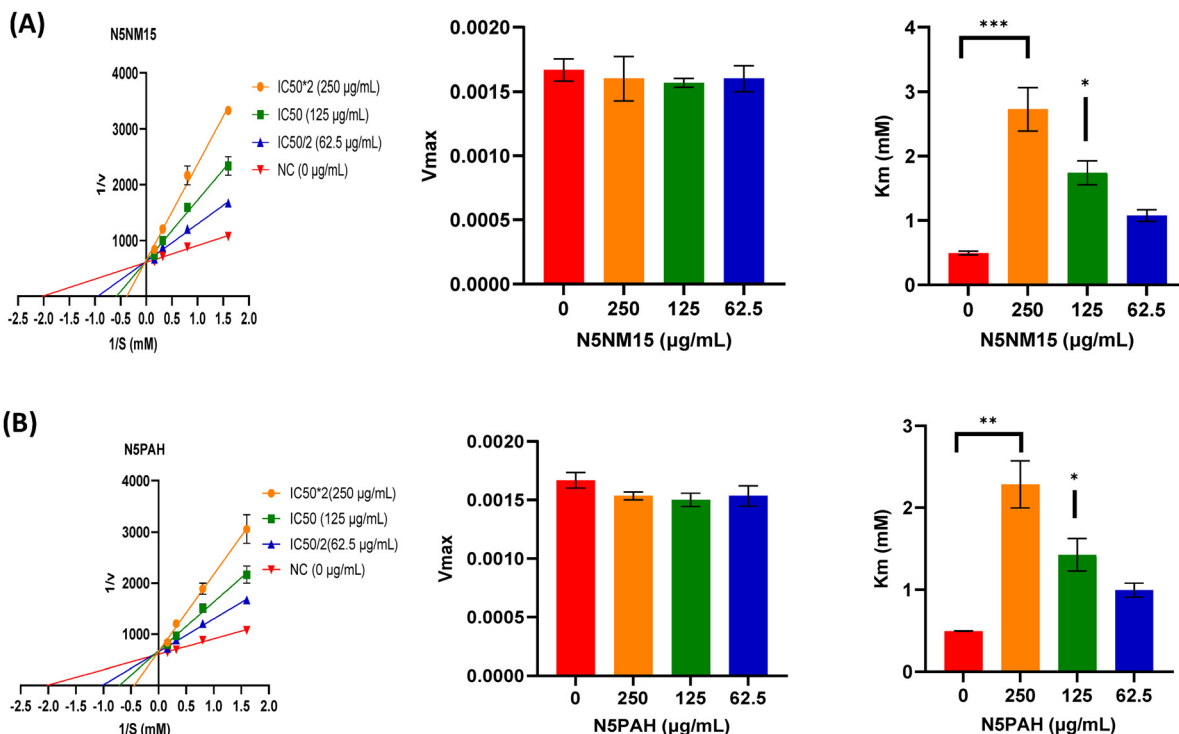 (A)
N5NM15
4000
3000
2000
1000
1/v
-2.5 -2.0 -1.5 -1.0 -0.5 0.0 0.5 1.0 1.5 2.0
1/S (mM)
IC50*2 (250 µg/mL)
IC50 (125 µg/mL)
IC50/2 (62.5 µg/mL)
NC (0 µg/mL)
0.0020
0.0015
0.0010
0.0005
0.0000
Vmax
0 250 125 62.5
N5NM15 (µg/mL)
4
3
2
1
0
Km (mM)
***
*
0 250 125 62.5
N5NM15 (µg/mL)
(B)
N5PAH
4000
3000
2000
1000
1/v
-2.5 -2.0 -1.5 -1.0 -0.5 0.0 0.5 1.0 1.5 2.0
1/S (mM)
IC50*2(250 µg/mL)
IC50 (125 µg/mL)
IC50/2(62.5 µg/mL)
NC (0 µg/mL)
0.0020
0.0015
0.0010
0.0005
0.0000
Vmax
0 250 125 62.5
N5PAH (µg/mL)
3
2
1
0
Km (mM)
**
*
0 250 125 62.5
N5PAH (µg/mL)